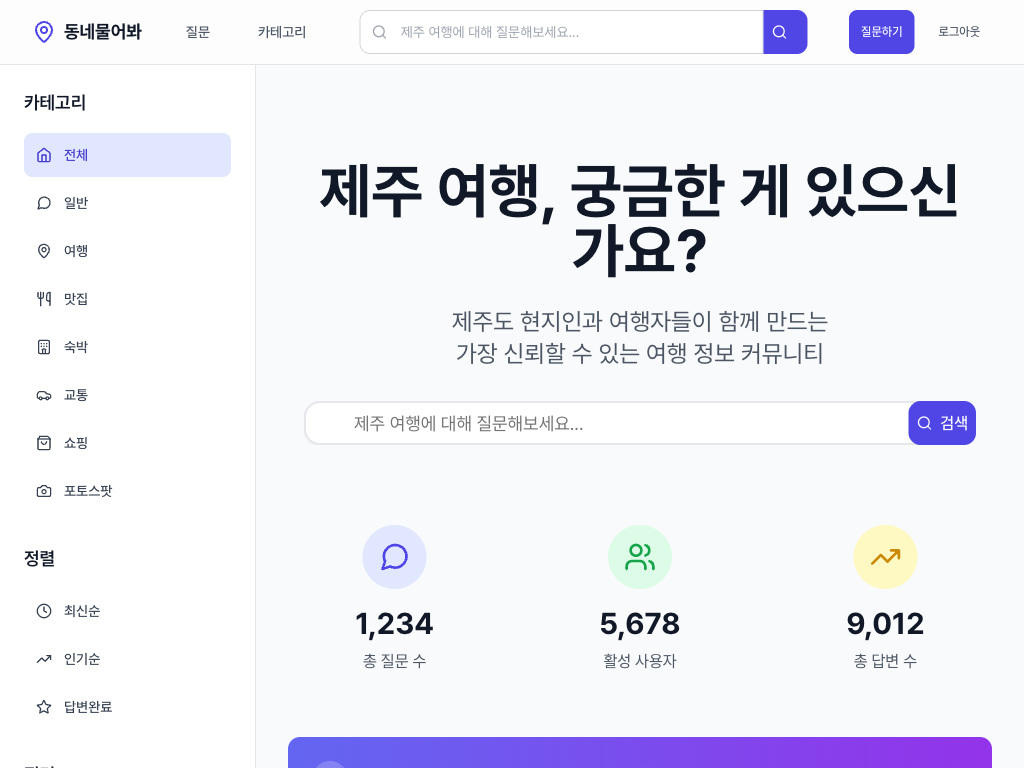 동네물어봐
질문
카테고리
제주 여행에 대해 질문해보세요...
질문하기
로그아웃
카테고리
전체
일반
여행
맛집
숙박
교통
쇼핑
포토스팟
정렬
최신순
인기순
답변완료
제주 여행, 궁금한 게 있으신
가요?
제주도 현지인과 여행자들이 함께 만드는
가장 신뢰할 수 있는 여행 정보 커뮤니티
제주 여행에 대해 질문해보세요...
검색
1,234
총 질문 수
5,678
활성 사용자
9,012
총 답변 수